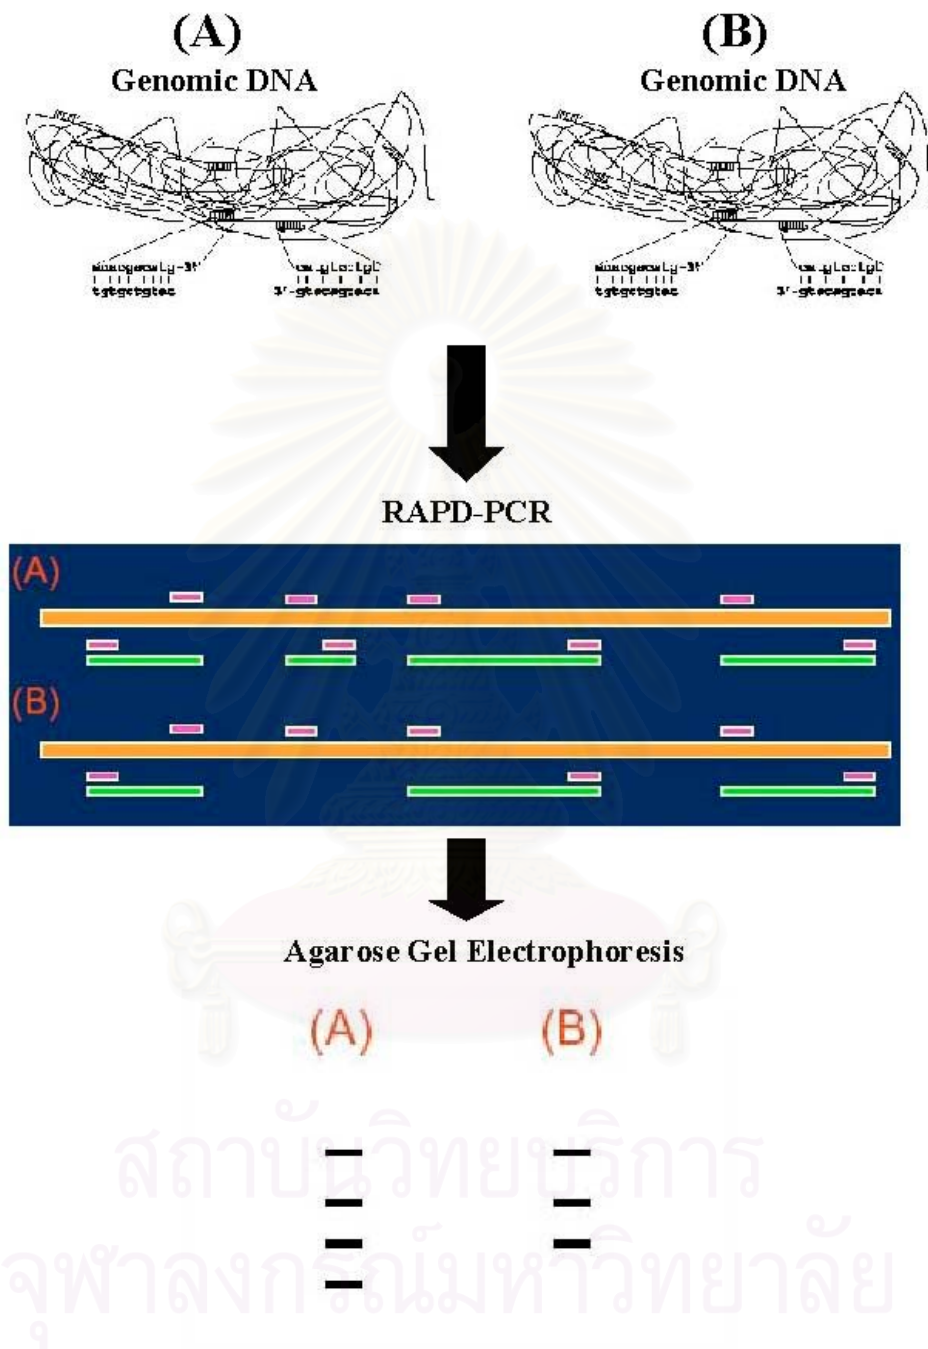 (A)
(B)
Genomic DNA
Genomic DNA
RAPD-PCR
(A)
(B)
Agarose Gel Electrophoresis
(A)
(B)
สถาบันวิทยบริการ
จุฬาลงกรณ์มหาวิทยาลัย